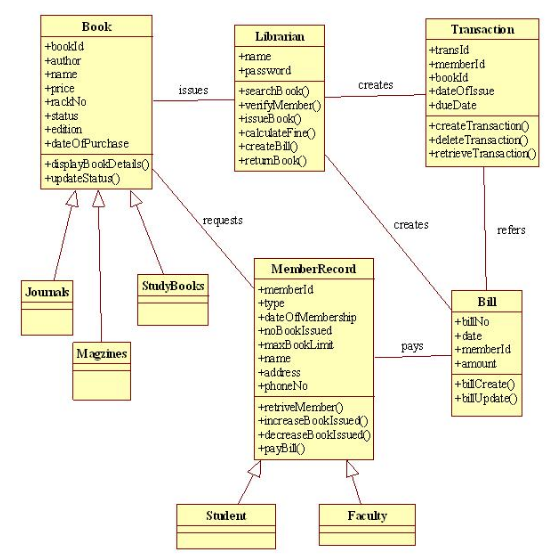 Book
+bookId
+author
+name
+price
+rackNo
+status
+edition
+dateOfPurchase
+displayBookDetails()
+updateStatus()
issues
Librarian
+name
+password
+searchBook()
+verifyMember()
+issueBook()
+calculateFine()
+createBill()
+returnBook()
creates
Transaction
+transId
+memberId
+bookId
+dateOfIssue
+dueDate
+createTransaction()
+deleteTransaction()
+retrieveTransaction()
requests
creates
refers
Journals
StudyBooks
Magzines
MemberRecord
+memberId
+type
+dateOfMembership
+noBookIssued
+maxBookLimit
+name
+address
+phoneNo
+retriveMember()
+increaseBookIssued()
+decreaseBookIssued()
+payBill()
pays
Bill
+billNo
+date
+memberId
+amount
+billCreate()
+billUpdate()
Student
Faculty